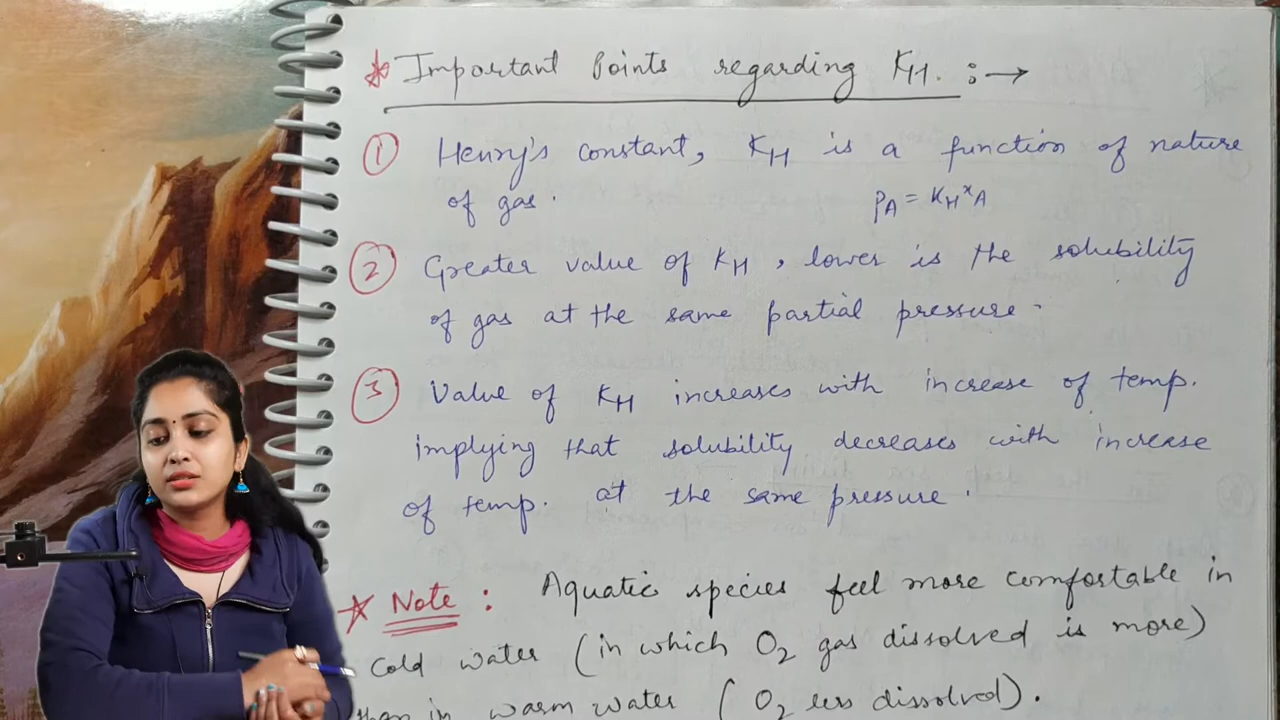 * Important Points regarding KH. :→
① Henry's constant, KH is a function of nature
of gas.
pA = KH xA
② Greater value of KH, lower is the solubility
of gas at the same partial pressure.
③ Value of KH increases with increase of temp.
implying that solubility decreases with increase
of temp. at the same pressure.
* Note : Aquatic species feel more comfortable in
cold water (in which O2 gas dissolved is more)
than in warm water (O2 less dissolved).